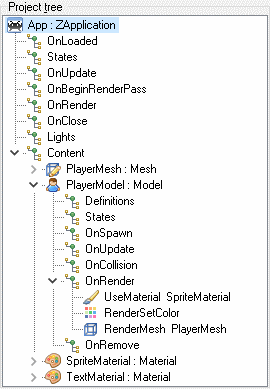 Project tree
App : ZApplication
OnLoaded
States
OnUpdate
OnBeginRenderPass
OnRender
OnClose
Lights
Content
PlayerMesh : Mesh
PlayerModel : Model
Definitions
States
OnSpawn
OnUpdate
OnCollision
OnRender
UseMaterial  SpriteMaterial
RenderSetColor
RenderMesh  PlayerMesh
OnRemove
SpriteMaterial : Material
TextMaterial : Material